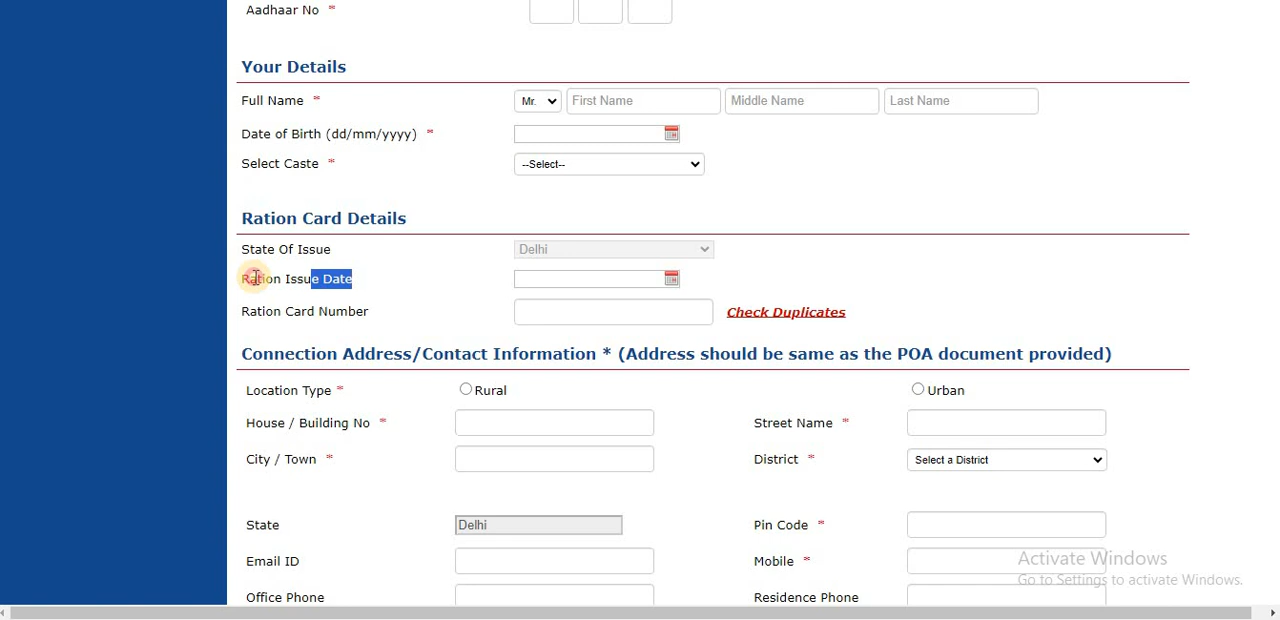 Aadhaar No *
Your Details
Full Name * Mr. First Name Middle Name Last Name
Date of Birth (dd/mm/yyyy) *
Select Caste * --Select--
Ration Card Details
State Of Issue Delhi
Ration Issue Date
Ration Card Number Check Duplicates
Connection Address/Contact Information * (Address should be same as the POA document provided)
Location Type * Rural Urban
House / Building No * Street Name *
City / Town * District * Select a District
State Delhi Pin Code *
Email ID Mobile *
Activate Windows
Go to Settings to activate Windows.
Office Phone Residence Phone